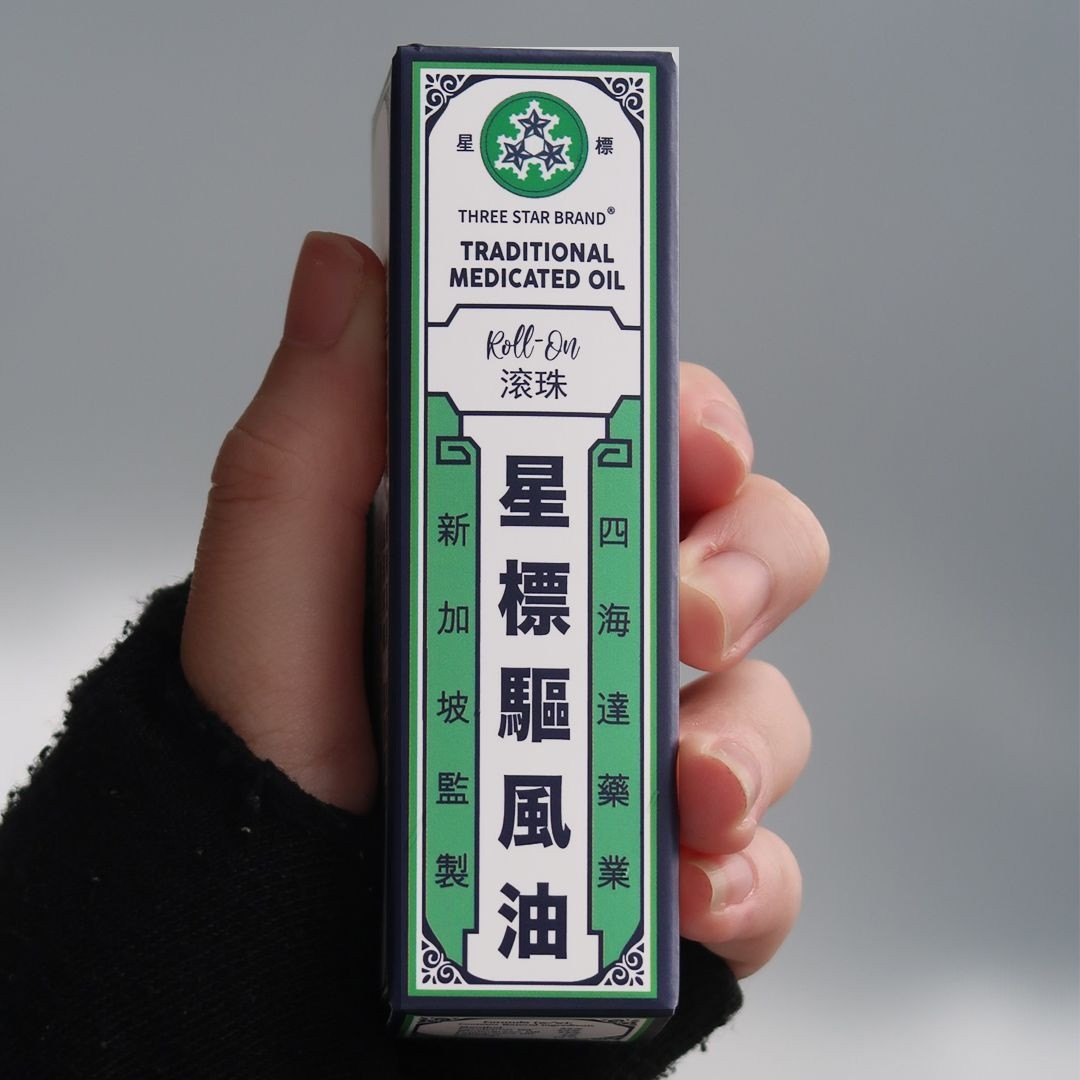 星 標
THREE STAR BRAND®
TRADITIONAL
MEDICATED OIL
Roll-On
滚珠
四海達藥業
星標驅風油
新加坡監製